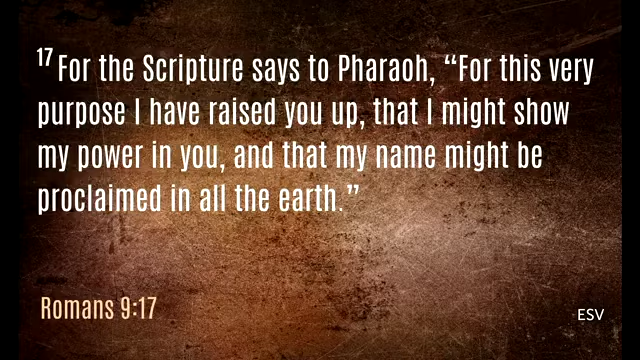 17 For the Scripture says to Pharaoh, “For this very
purpose I have raised you up, that I might show
my power in you, and that my name might be
proclaimed in all the earth.”
Romans 9:17
ESV